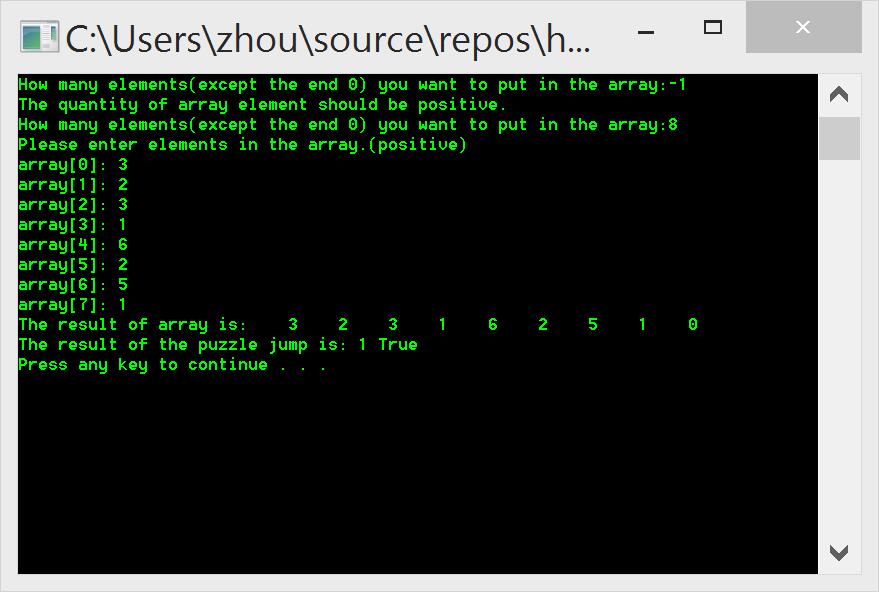 C:\Users\zhou\source\repos\h...
How many elements(except the end 0) you want to put in the array:-1
The quantity of array element should be positive.
How many elements(except the end 0) you want to put in the array:8
Please enter elements in the array.(positive)
array[0]: 3
array[1]: 2
array[2]: 3
array[3]: 1
array[4]: 6
array[5]: 2
array[6]: 5
array[7]: 1
The result of array is:    3    2    3    1    6    2    5    1    0
The result of the puzzle jump is: 1 True
Press any key to continue . . .